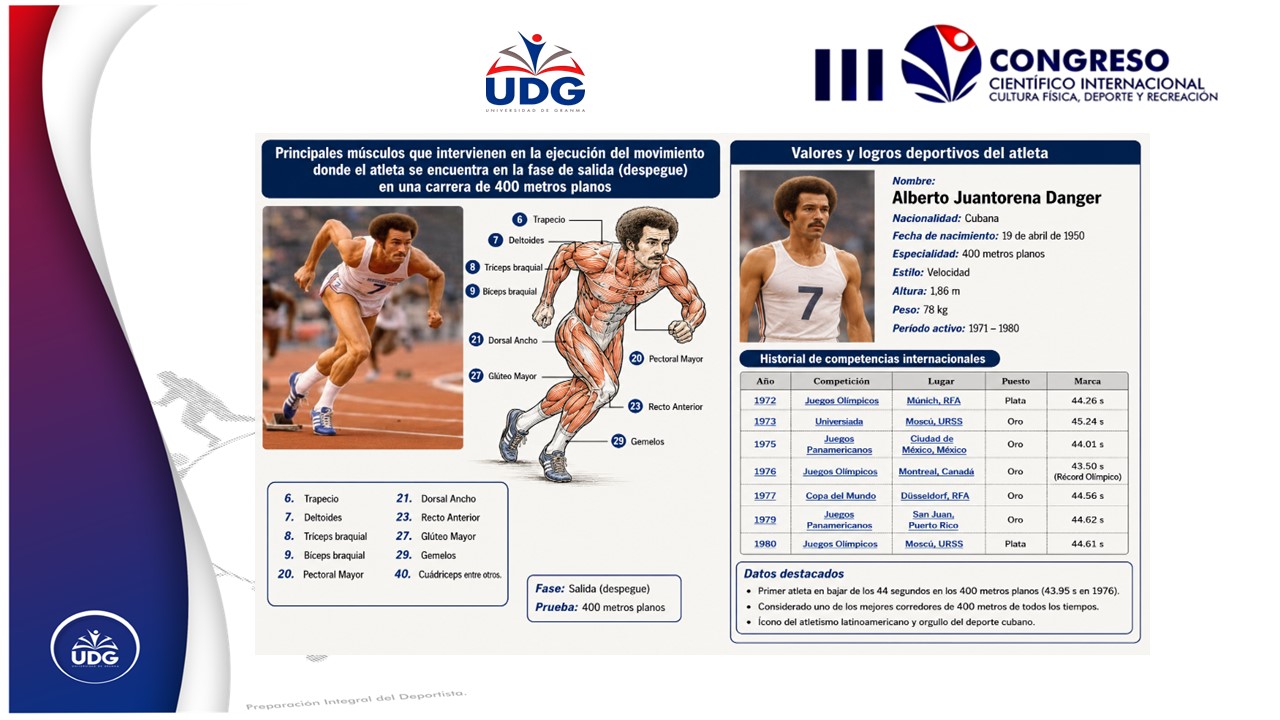 UDG
UNIVERSIDAD DE GRANMA
III CONGRESO
CIENTÍFICO INTERNACIONAL
CULTURA FÍSICA, DEPORTE Y RECREACIÓN
Principales músculos que intervienen en la ejecución del movimiento
donde el atleta se encuentra en la fase de salida (despegue)
en una carrera de 400 metros planos
7
6 Trapecio
7 Deltoides
8 Tríceps braquial
9 Bíceps braquial
21 Dorsal Ancho
20 Pectoral Mayor
27 Glúteo Mayor
23 Recto Anterior
29 Gemelos
6. Trapecio
7. Deltoides
8. Tríceps braquial
9. Bíceps braquial
20. Pectoral Mayor
21. Dorsal Ancho
23. Recto Anterior
27. Glúteo Mayor
29. Gemelos
40. Cuádriceps entre otros.
Fase: Salida (despegue)
Prueba: 400 metros planos
Valores y logros deportivos del atleta
7
Nombre:
Alberto Juantorena Danger
Nacionalidad: Cubana
Fecha de nacimiento: 19 de abril de 1950
Especialidad: 400 metros planos
Estilo: Velocidad
Altura: 1,86 m
Peso: 78 kg
Período activo: 1971 – 1980
Historial de competencias internacionales
Año Competición Lugar Puesto Marca
1972 Juegos Olímpicos Múnich, RFA Plata 44.26 s
1973 Universiada Moscú, URSS Oro 45.24 s
1975 Juegos Panamericanos Ciudad de México, México Oro 44.01 s
1976 Juegos Olímpicos Montreal, Canadá Oro 43.50 s (Récord Olímpico)
1977 Copa del Mundo Düsseldorf, RFA Oro 44.56 s
1979 Juegos Panamericanos San Juan, Puerto Rico Oro 44.62 s
1980 Juegos Olímpicos Moscú, URSS Plata 44.61 s
Datos destacados
• Primer atleta en bajar de los 44 segundos en los 400 metros planos (43.95 s en 1976).
• Considerado uno de los mejores corredores de 400 metros de todos los tiempos.
• Ícono del atletismo latinoamericano y orgullo del deporte cubano.
UDG
Preparación Integral del Deportista.